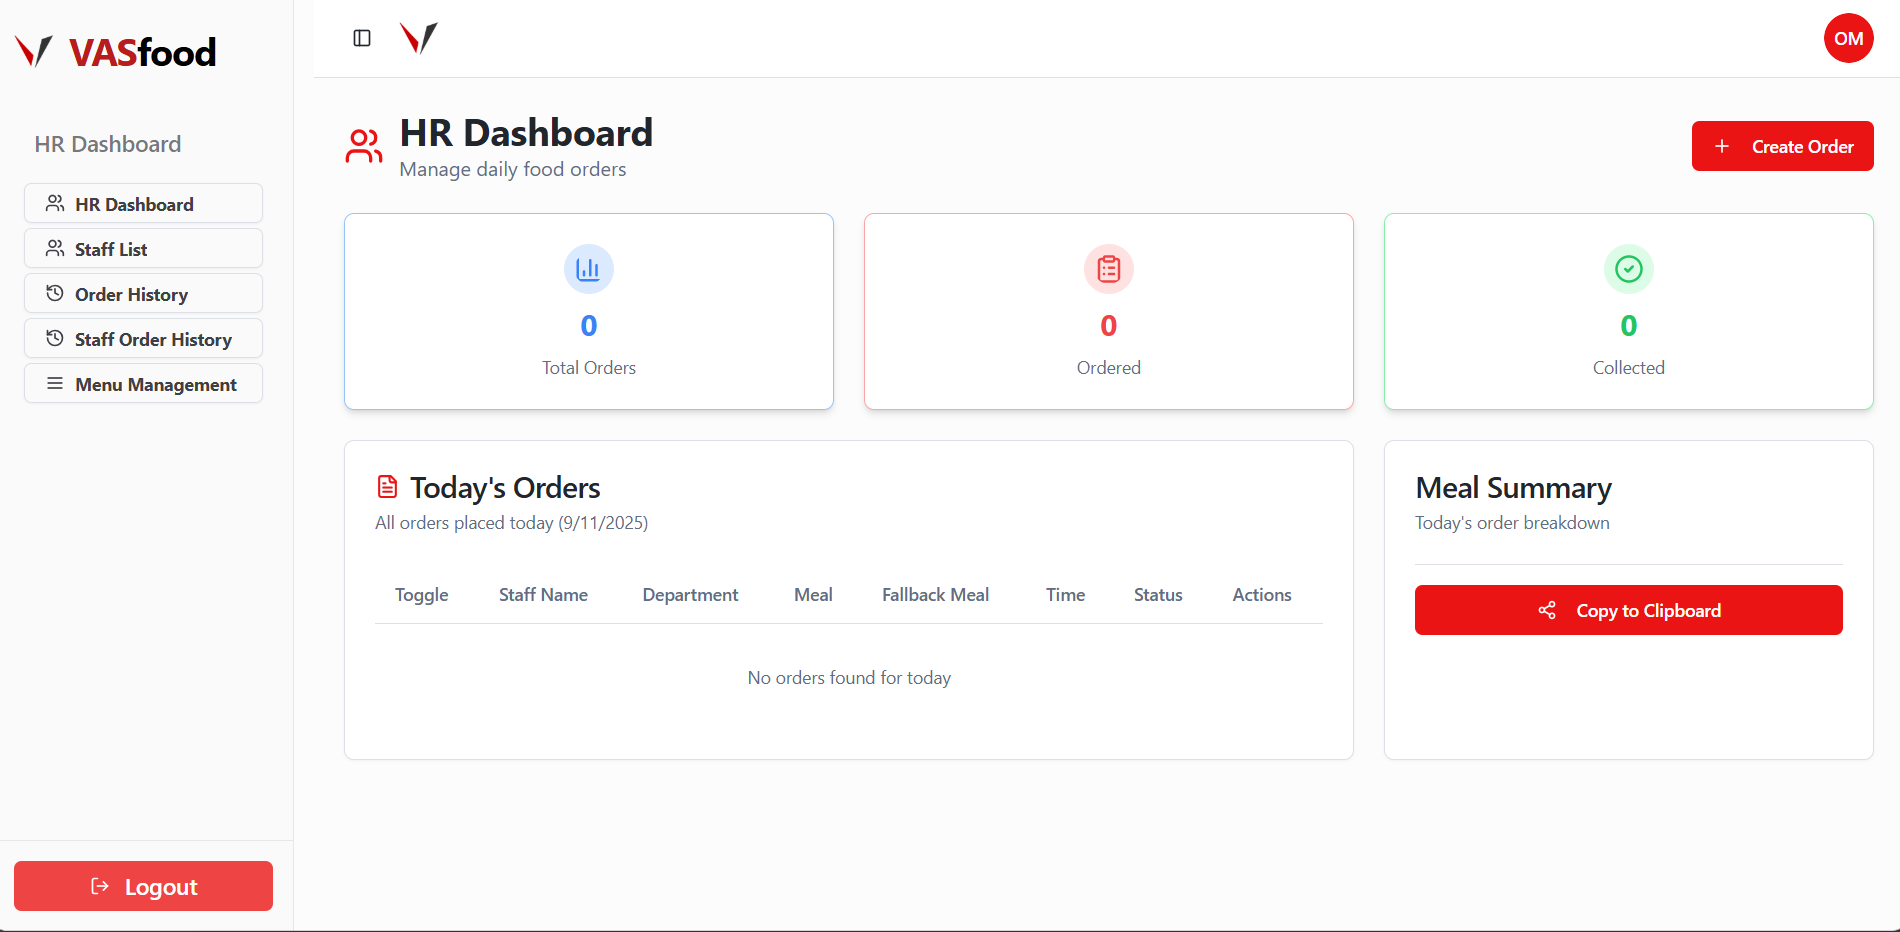 VASfood
HR Dashboard
HR Dashboard
Staff List
Order History
Staff Order History
Menu Management
Logout
OM
HR Dashboard
Manage daily food orders
Create Order
0
Total Orders
0
Ordered
0
Collected
Today's Orders
All orders placed today (9/11/2025)
Toggle Staff Name Department Meal Fallback Meal Time Status Actions
No orders found for today
Meal Summary
Today's order breakdown
Copy to Clipboard